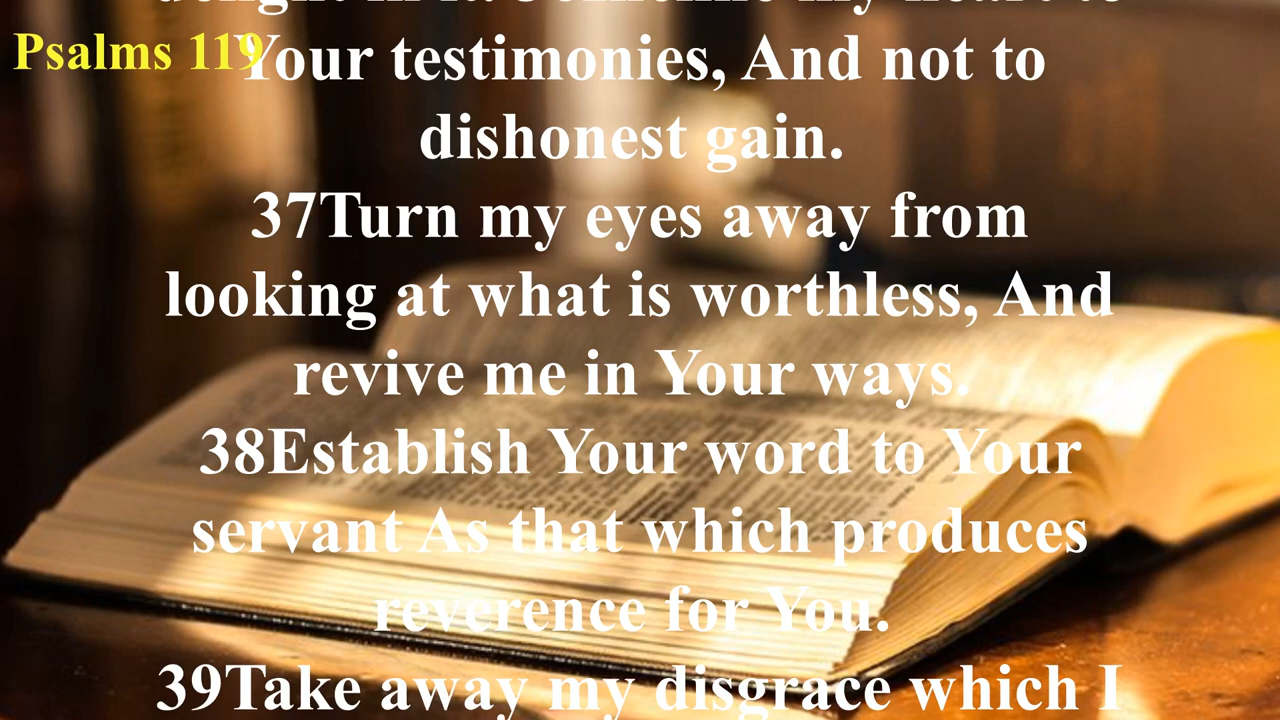 Psalms 119
Your testimonies, And not to
dishonest gain.
37Turn my eyes away from
looking at what is worthless, And
revive me in Your ways.
38Establish Your word to Your
servant As that which produces
reverence for You.
39Take away my disgrace which I